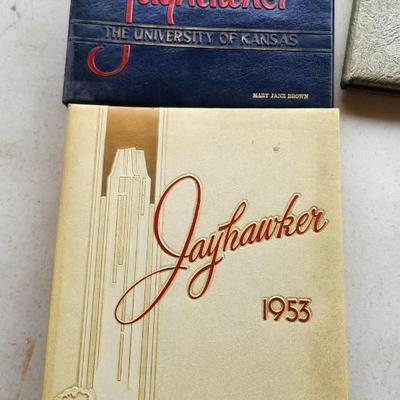 Jayhawker
THE UNIVERSITY OF KANSAS
MARY JANE BROWN
Jayhawker
1953